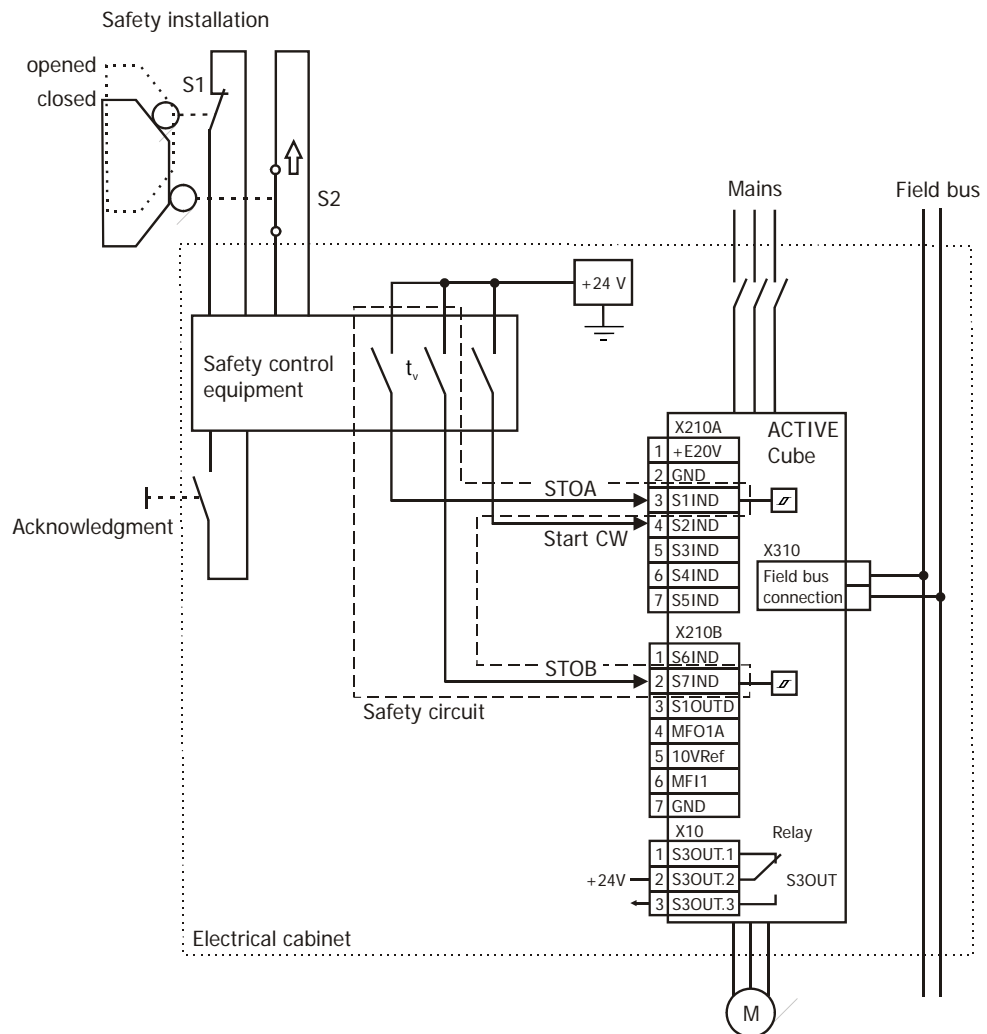 Safety installation
opened
closed
S1
S2
Mains
Field bus
+24 V
Safety control
equipment
tv
Acknowledgment
STOA
Start CW
STOB
Safety circuit
X210A
ACTIVE
Cube
1 +E20V
2 GND
3 S1IND
4 S2IND
5 S3IND
6 S4IND
7 S5IND
X310
Field bus
connection
X210B
1 S6IND
2 S7IND
3 S1OUTD
4 MFO1A
5 10VRef
6 MFI1
7 GND
X10
Relay
1 S3OUT.1
+24V 2 S3OUT.2
S3OUT
3 S3OUT.3
Electrical cabinet
M